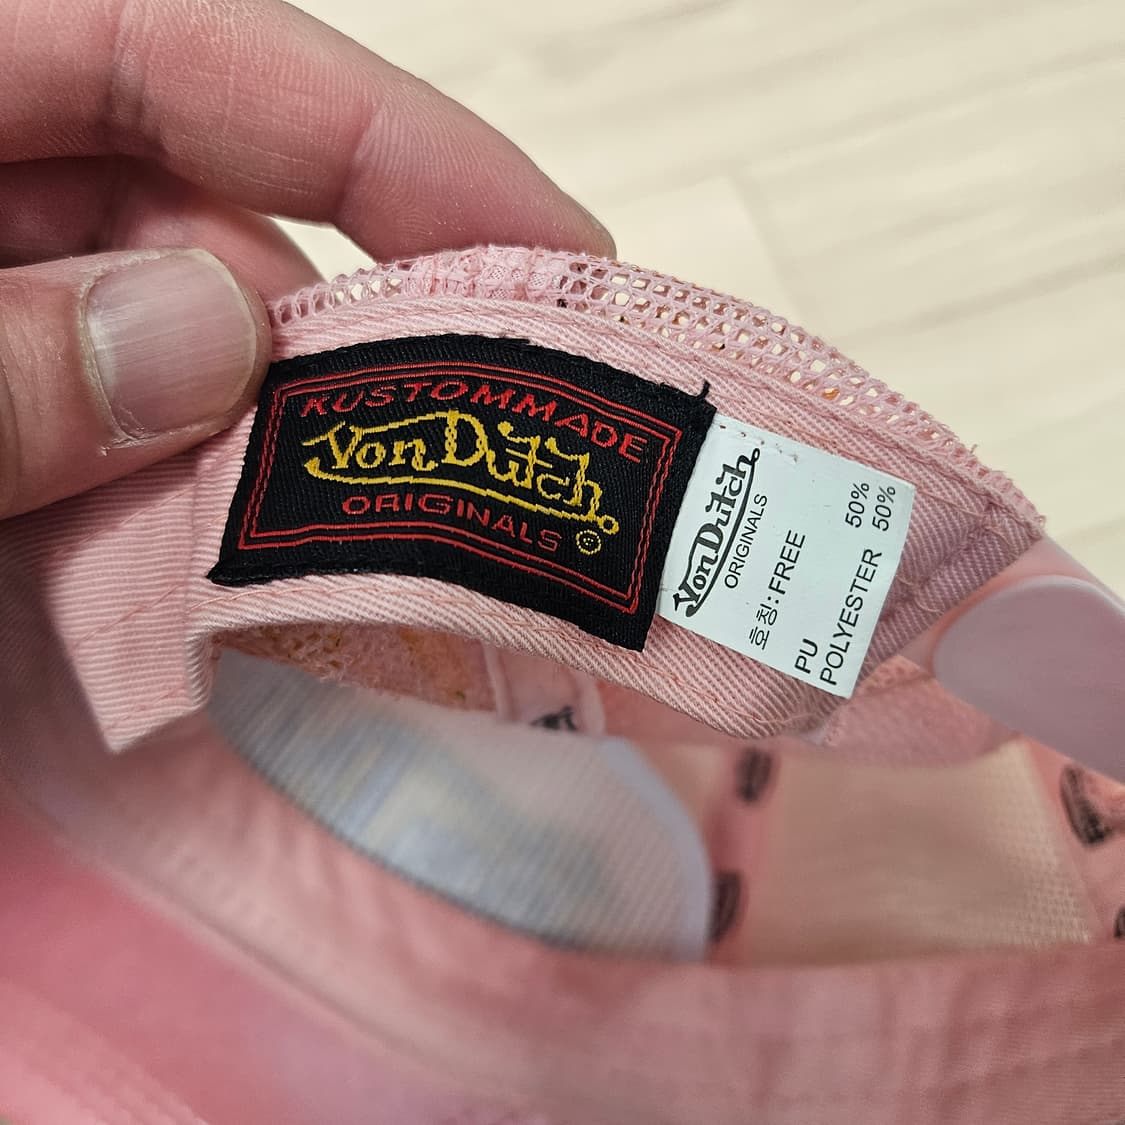 KUSTOMMADE
Von Dutch
ORIGINALS
Von Dutch
ORIGINALS
호칭: FREE
PU 50%
POLYESTER 50%